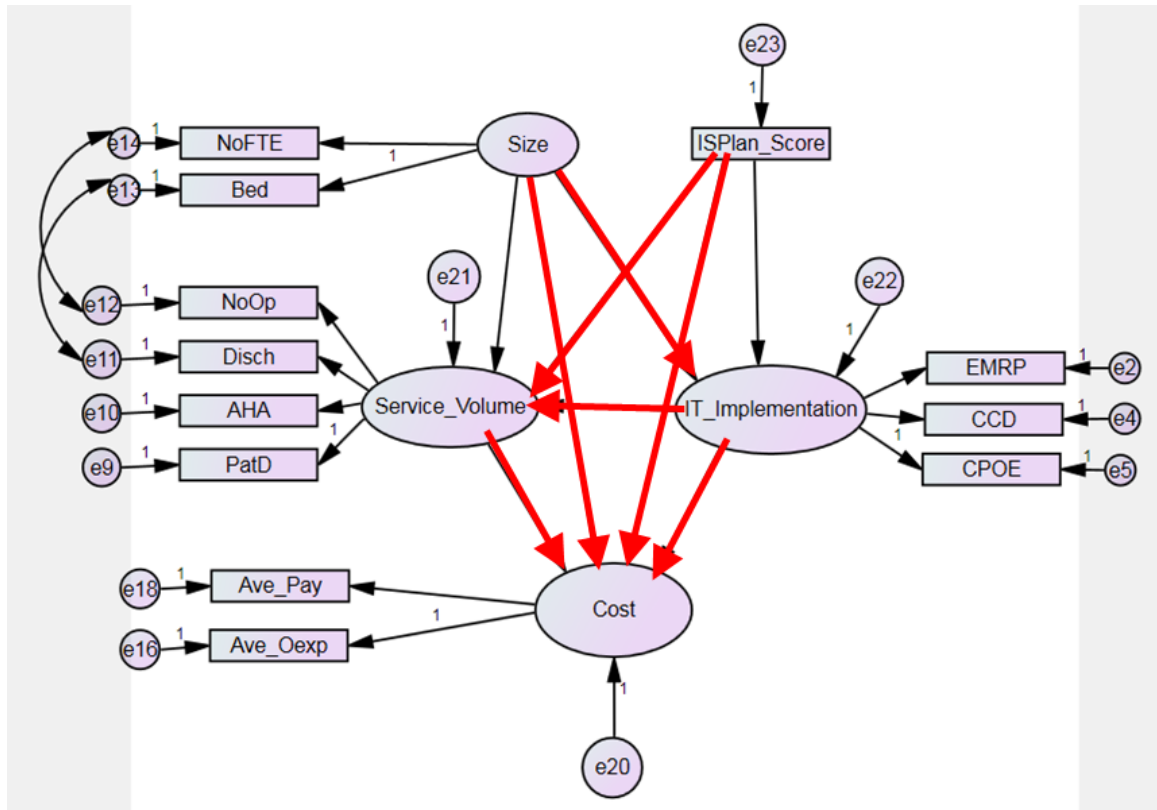 e23
1
e14
1
NoFTE
Size
ISPlan_Score
1
e13
1
Bed
e21
e22
e12
1
NoOp
1
1
e11
1
Disch
EMRP
1
e2
e10
1
AHA
Service_Volume
IT_Implementation
CCD
1
e4
1
1
e9
1
PatD
CPOE
1
e5
e18
1
Ave_Pay
Cost
1
e16
1
Ave_Oexp
1
e20